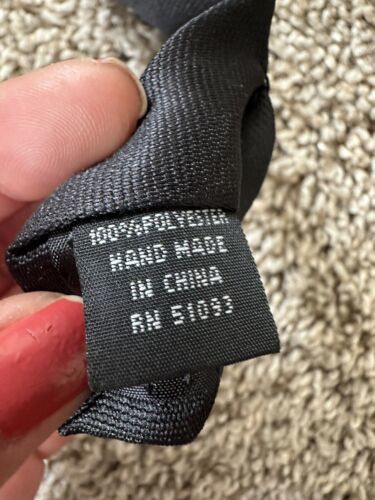 100% POLYESTER
HAND MADE
IN CHINA
RN 51093